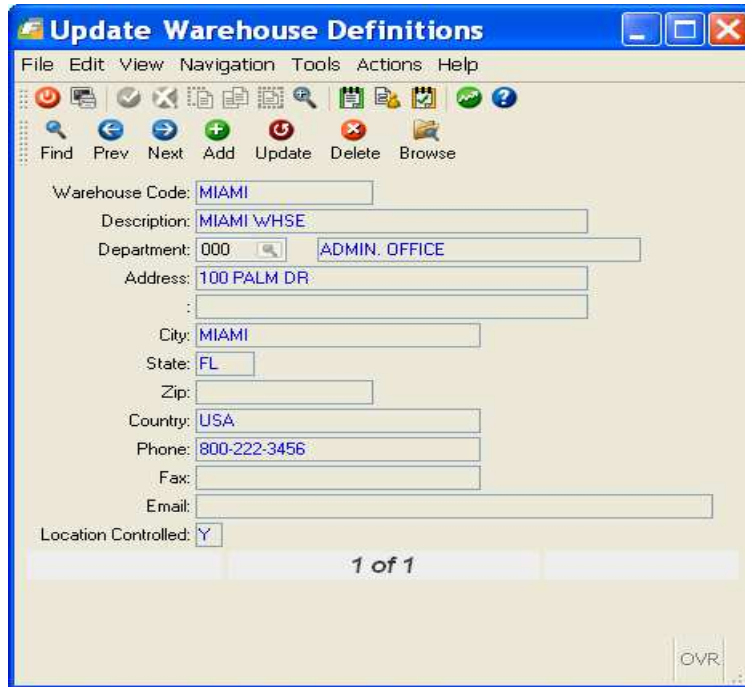 Update Warehouse Definitions
File Edit View Navigation Tools Actions Help
Find Prev Next Add Update Delete Browse
Warehouse Code: MIAMI
Description: MIAMI WHSE
Department: 000 ADMIN. OFFICE
Address: 100 PALM DR
:
City: MIAMI
State: FL
Zip:
Country: USA
Phone: 800-222-3456
Fax:
Email:
Location Controlled: Y
1 of 1
OVR